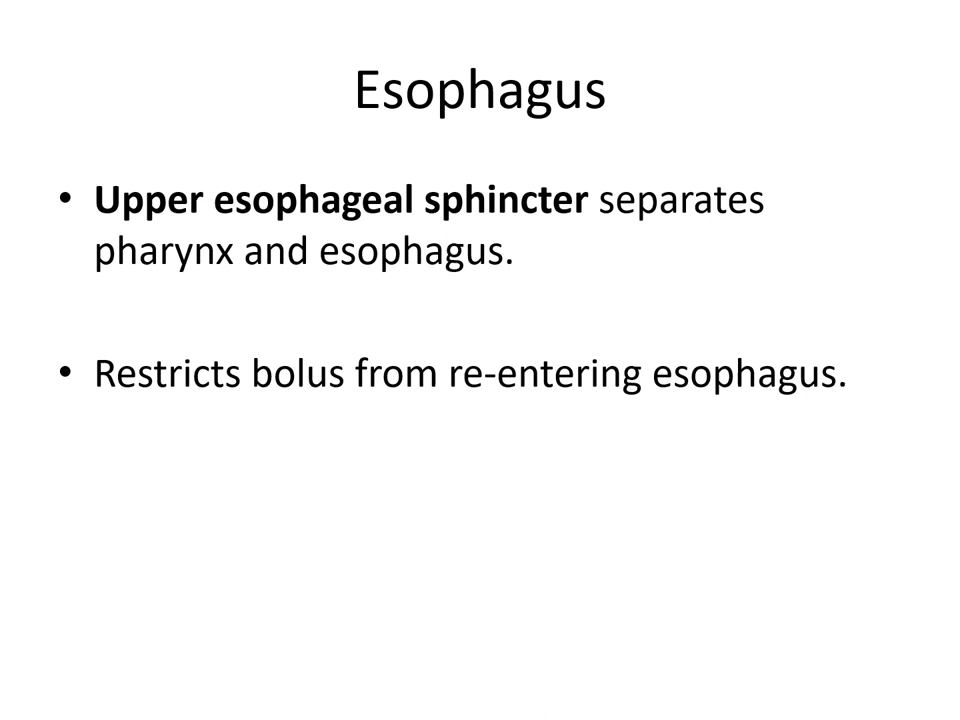 Esophagus
• Upper esophageal sphincter separates
pharynx and esophagus.
• Restricts bolus from re-entering esophagus.